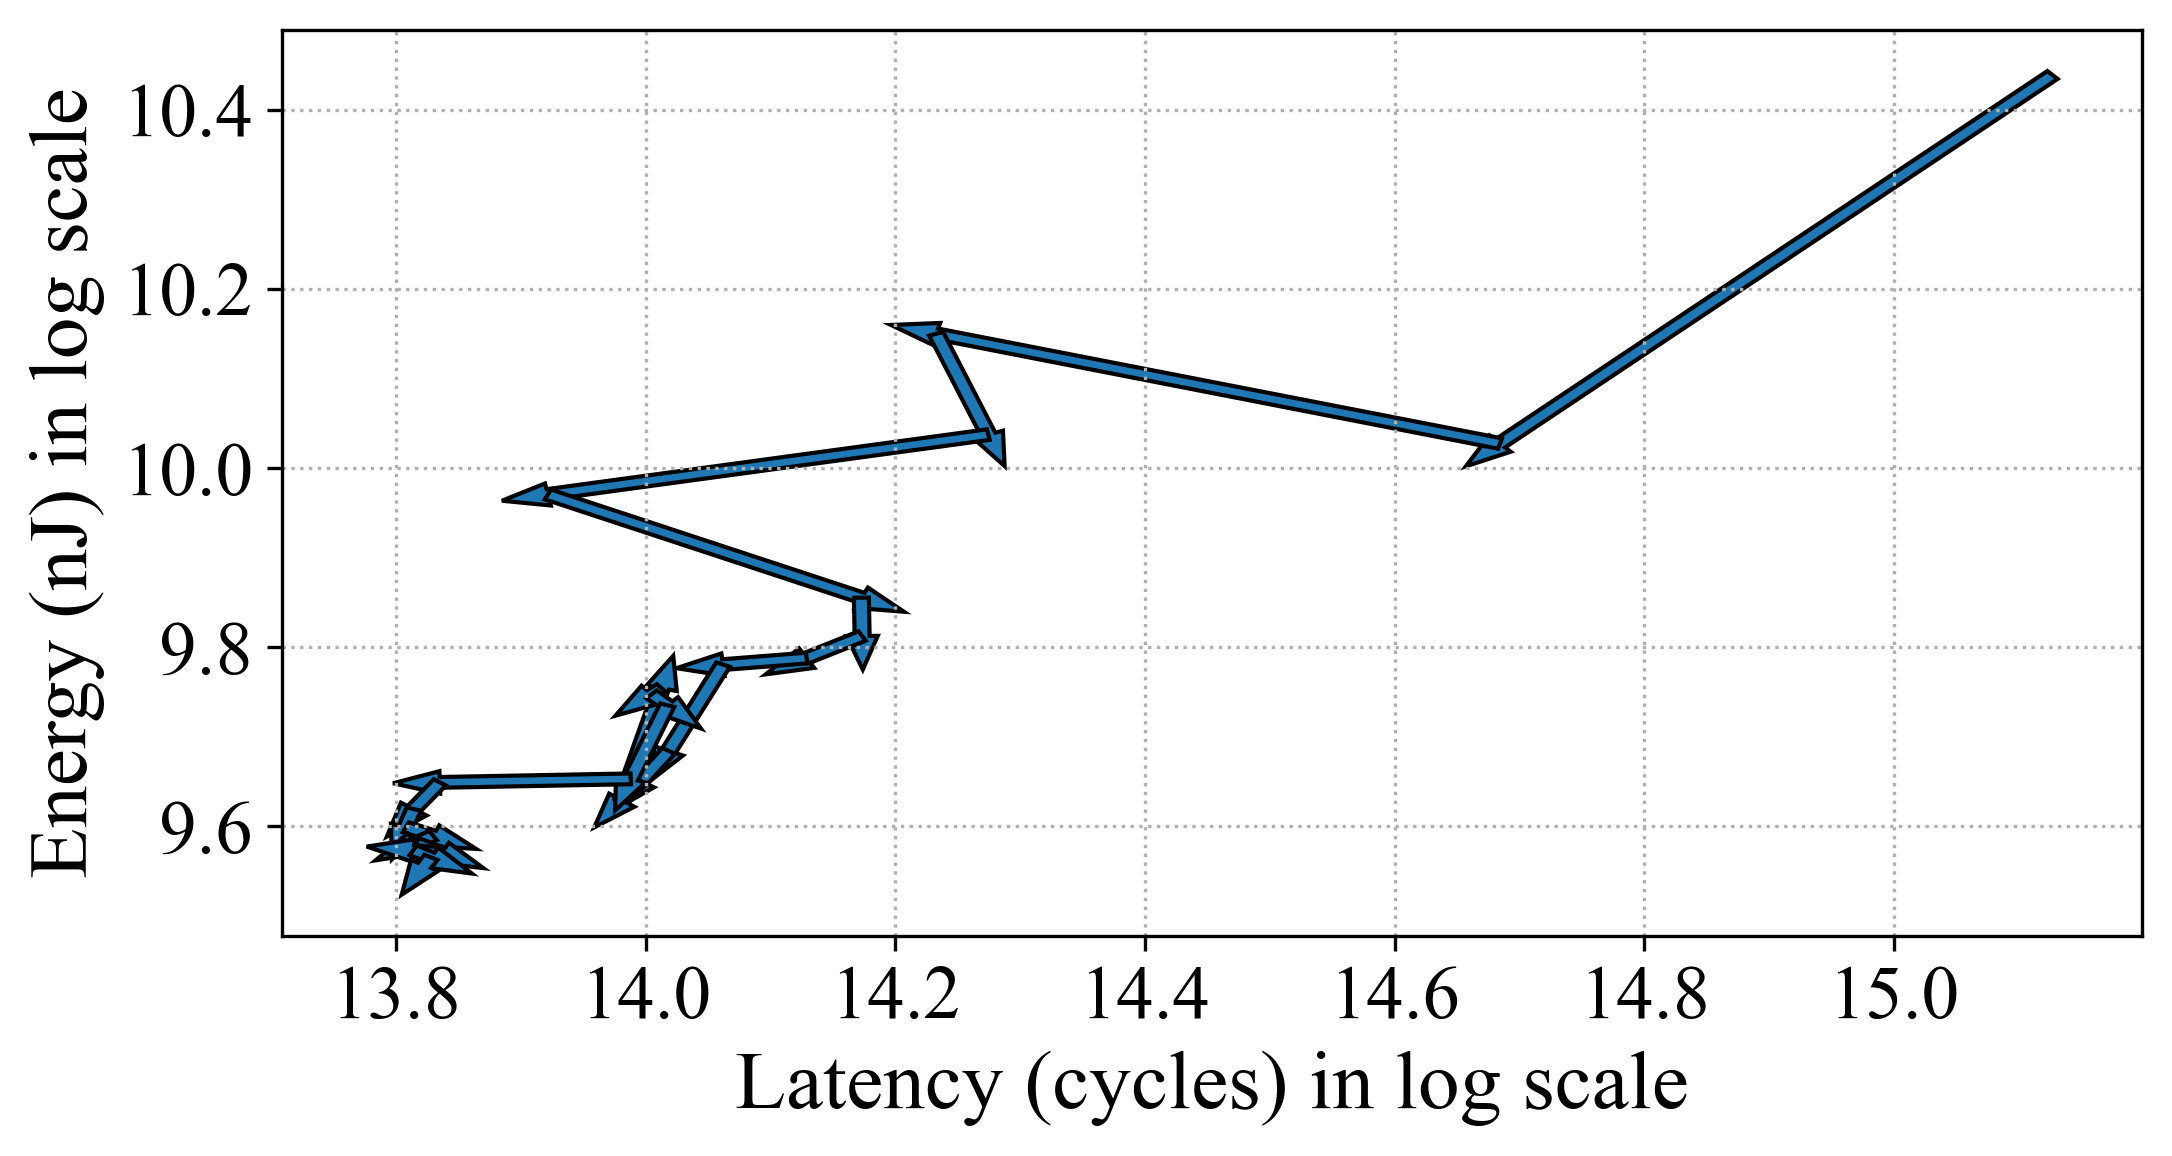 Energy (nJ) in log scale
10.4
10.2
10.0
9.8
9.6
13.8 14.0 14.2 14.4 14.6 14.8 15.0
Latency (cycles) in log scale